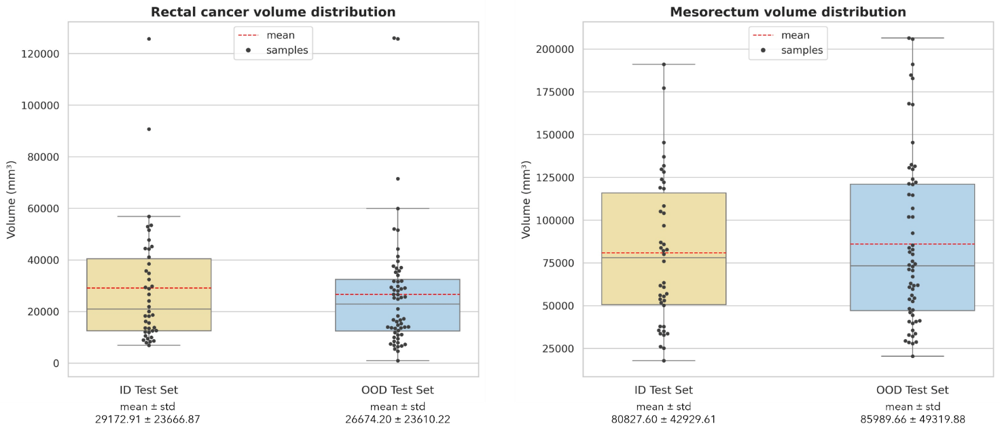 Rectal cancer volume distribution
mean
samples
Volume (mm³)
120000
100000
80000
60000
40000
20000
0
ID Test Set
OOD Test Set
mean ± std
29172.91 ± 23666.87
mean ± std
26674.20 ± 23610.22
Mesorectum volume distribution
mean
samples
Volume (mm³)
200000
175000
150000
125000
100000
75000
50000
25000
ID Test Set
OOD Test Set
mean ± std
80827.60 ± 42929.61
mean ± std
85989.66 ± 49319.88